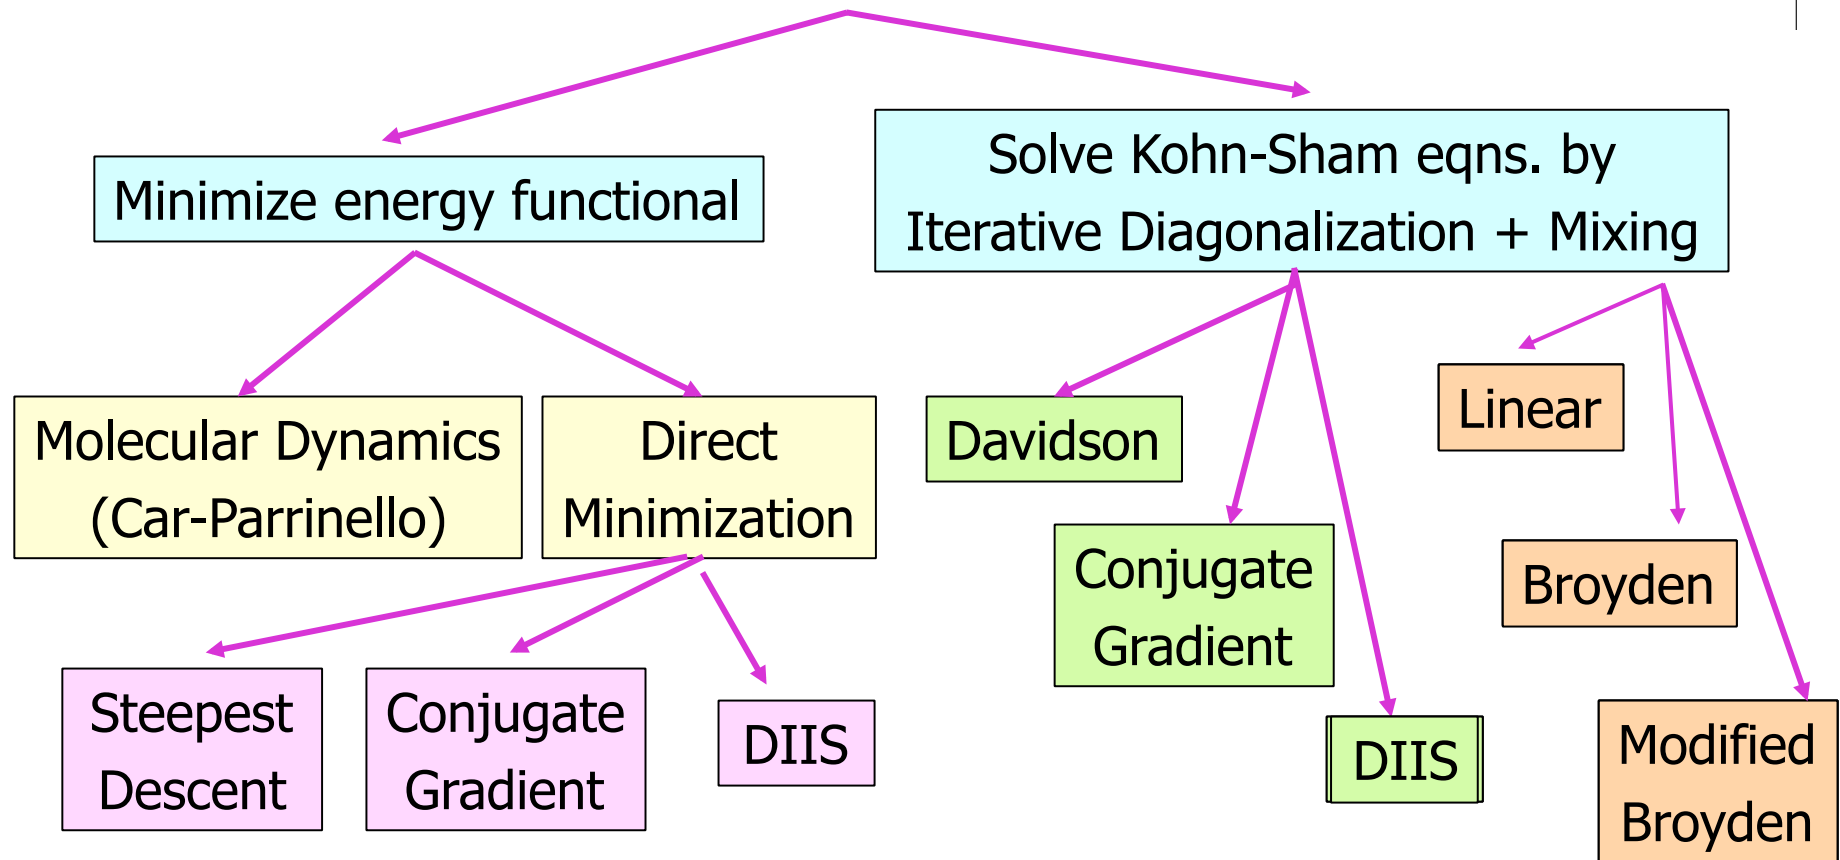 Minimize energy functional
Solve Kohn-Sham eqns. by
Iterative Diagonalization + Mixing
Molecular Dynamics
(Car-Parrinello)
Direct
Minimization
Davidson
Linear
Conjugate
Gradient
Broyden
Steepest
Descent
Conjugate
Gradient
DIIS
DIIS
Modified
Broyden